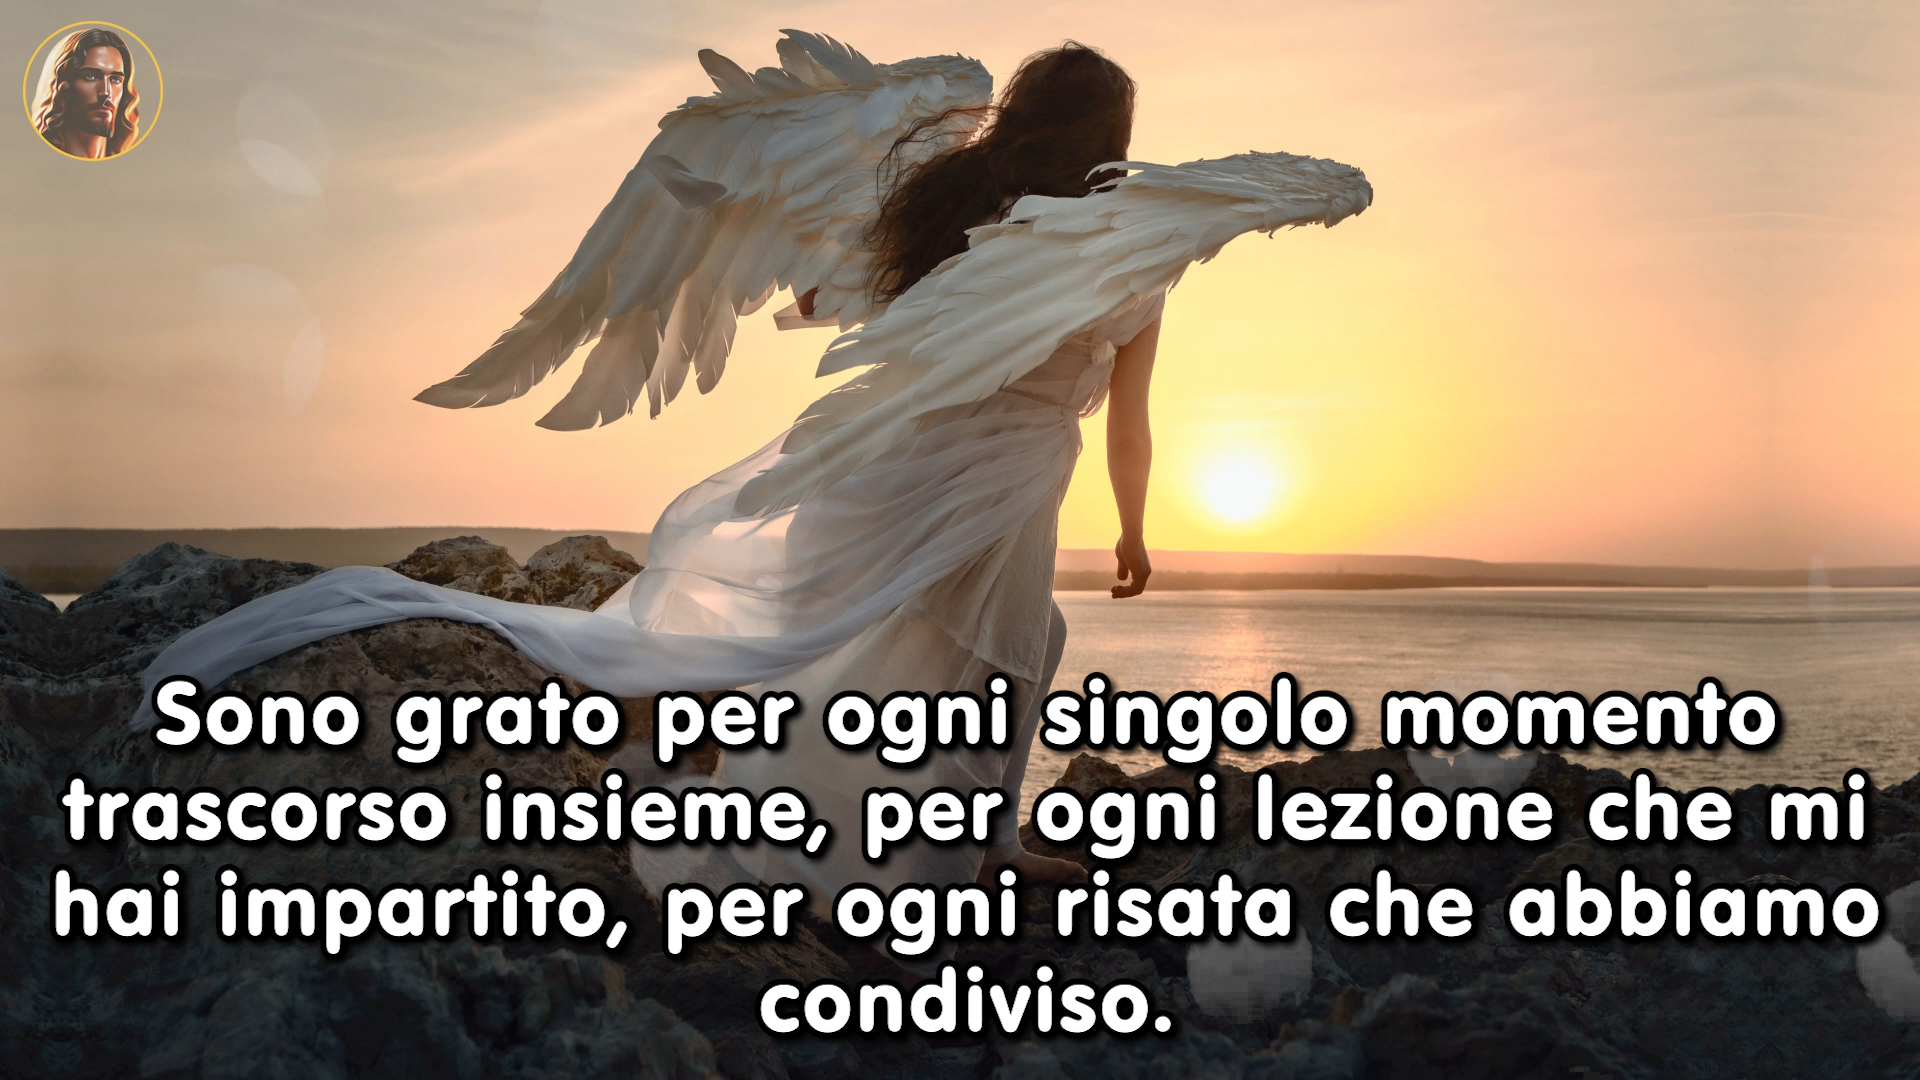 Sono grato per ogni singolo momento
trascorso insieme, per ogni lezione che mi
hai impartito, per ogni risata che abbiamo
condiviso.